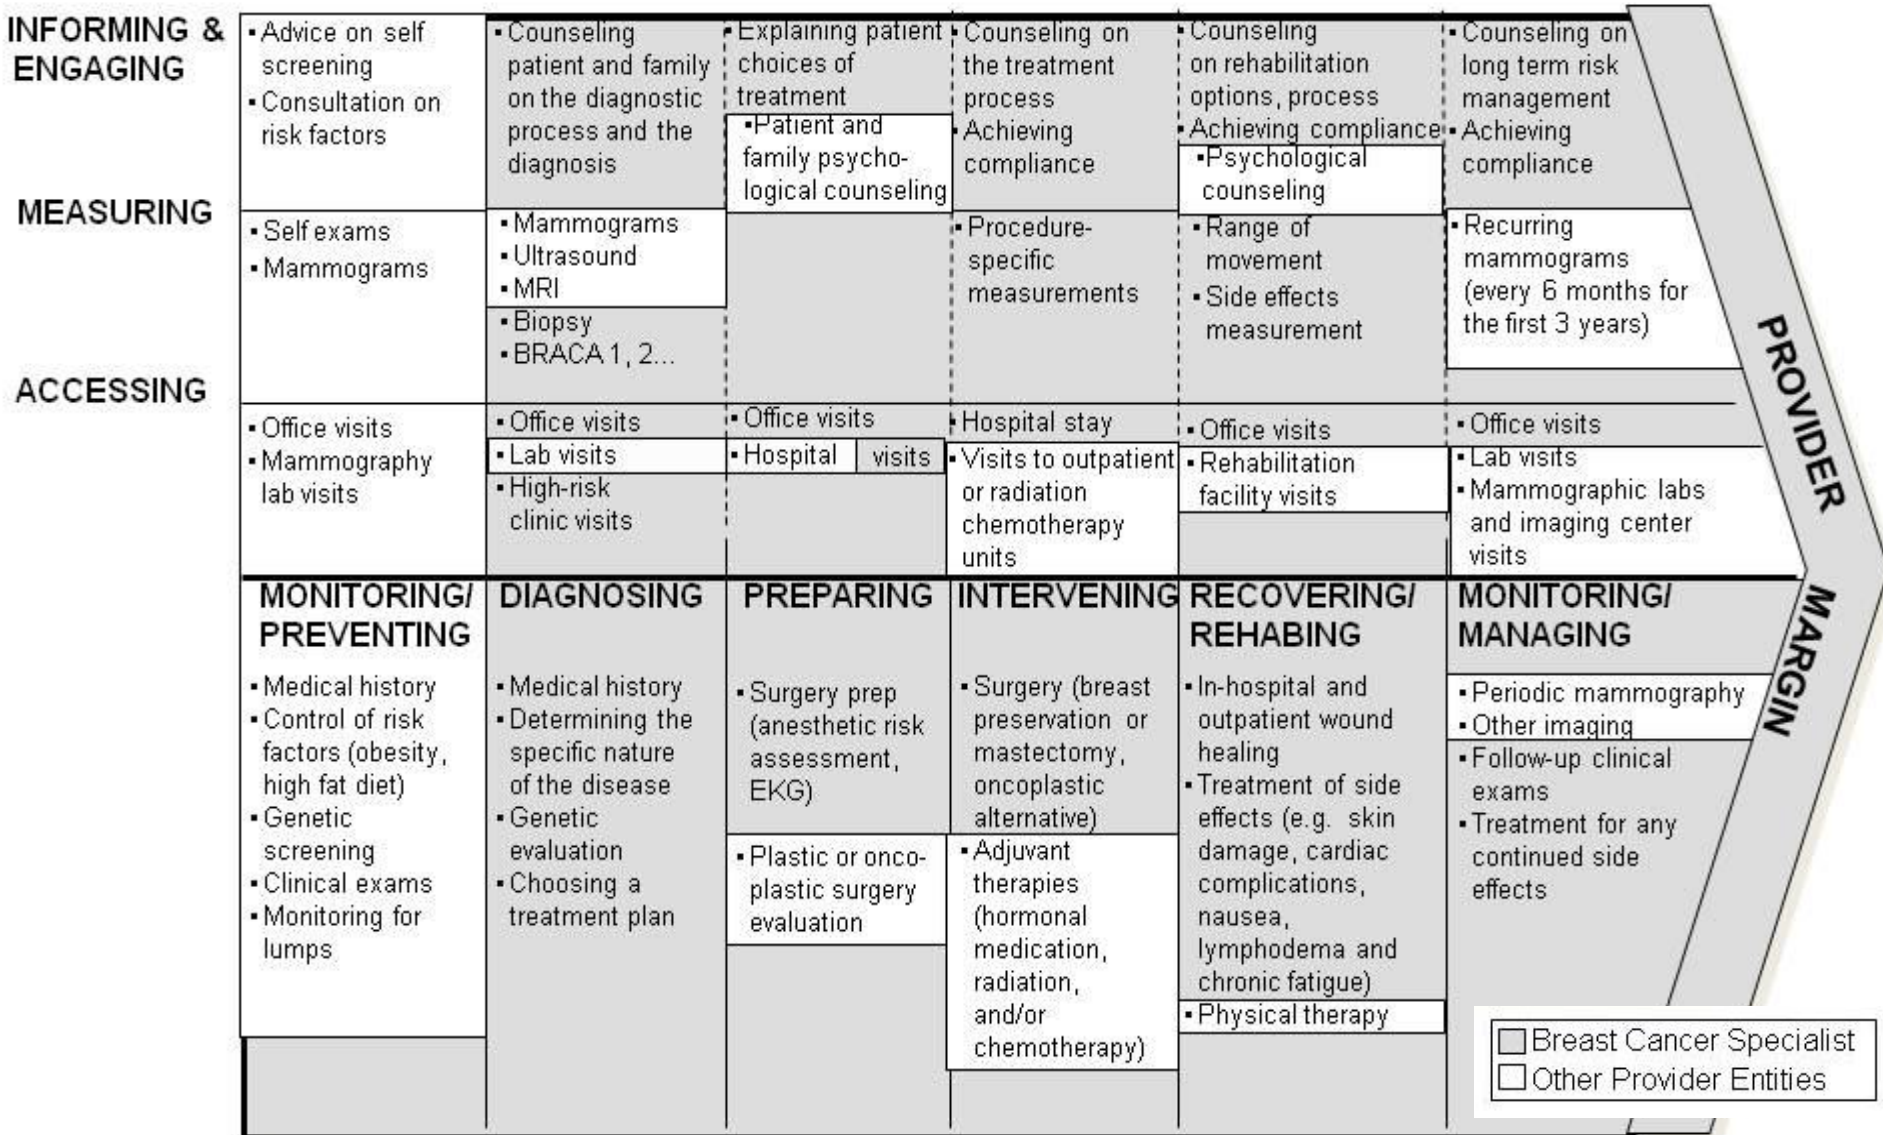 INFORMING &
ENGAGING
▪ Advice on self
screening
▪ Consultation on
risk factors
▪ Counseling
patient and family
on the diagnostic
process and the
diagnosis
▪ Explaining patient
choices of
treatment
▪ Patient and
family psycho-
logical counseling
▪ Counseling on
the treatment
process
▪ Achieving
compliance
▪ Counseling
on rehabilitation
options, process
▪ Achieving compliance
▪ Psychological
counseling
▪ Counseling on
long term risk
management
▪ Achieving
compliance
MEASURING
▪ Self exams
▪ Mammograms
▪ Mammograms
▪ Ultrasound
▪ MRI
▪ Biopsy
▪ BRACA 1, 2...
▪ Procedure-
specific
measurements
▪ Range of
movement
▪ Side effects
measurement
▪ Recurring
mammograms
(every 6 months for
the first 3 years)
ACCESSING
▪ Office visits
▪ Mammography
lab visits
▪ Office visits
▪ Lab visits
▪ High-risk
clinic visits
▪ Office visits
▪ Hospital visits
▪ Hospital stay
▪ Visits to outpatient
or radiation
chemotherapy
units
▪ Office visits
▪ Rehabilitation
facility visits
▪ Office visits
▪ Lab visits
▪ Mammographic labs
and imaging center
visits
MONITORING/
PREVENTING
▪ Medical history
▪ Control of risk
factors (obesity,
high fat diet)
▪ Genetic
screening
▪ Clinical exams
▪ Monitoring for
lumps
DIAGNOSING
▪ Medical history
▪ Determining the
specific nature
of the disease
▪ Genetic
evaluation
▪ Choosing a
treatment plan
PREPARING
▪ Surgery prep
(anesthetic risk
assessment,
EKG)
▪ Plastic or onco-
plastic surgery
evaluation
INTERVENING
▪ Surgery (breast
preservation or
mastectomy,
oncoplastic
alternative)
▪ Adjuvant
therapies
(hormonal
medication,
radiation,
and/or
chemotherapy)
RECOVERING/
REHABING
▪ In-hospital and
outpatient wound
healing
▪ Treatment of side
effects (e.g. skin
damage, cardiac
complications,
nausea,
lymphodema and
chronic fatigue)
▪ Physical therapy
MONITORING/
MANAGING
▪ Periodic mammography
▪ Other imaging
▪ Follow-up clinical
exams
▪ Treatment for any
continued side
effects
PROVIDER
MARGIN
Breast Cancer Specialist
Other Provider Entities